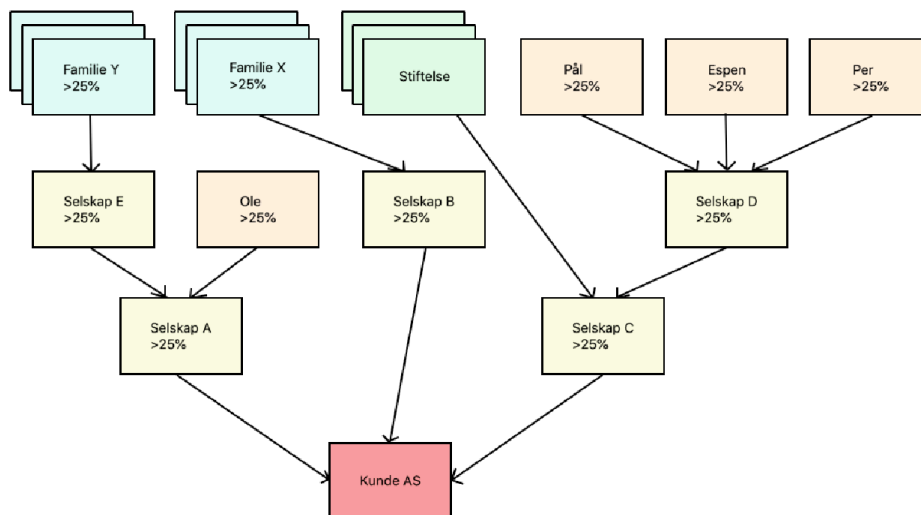 Familie Y
>25%
Familie X
>25%
Stiftelse
Pål
>25%
Espen
>25%
Per
>25%
Selskap E
>25%
Ole
>25%
Selskap B
>25%
Selskap D
>25%
Selskap A
>25%
Selskap C
>25%
Kunde AS